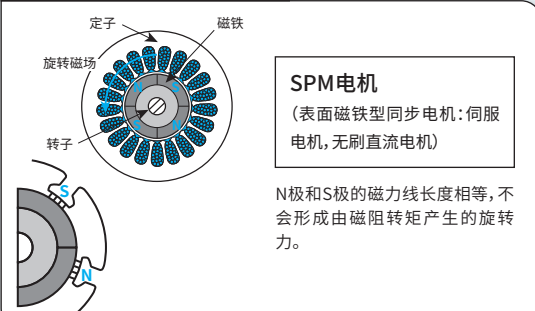 定子
磁铁
旋转磁场
N
S
S
N
转子
SPM电机
（表面磁铁型同步电机：伺服
电机，无刷直流电机）
N极和S极的磁力线长度相等，不
会形成由磁阻转矩产生的旋转
力。
S
N